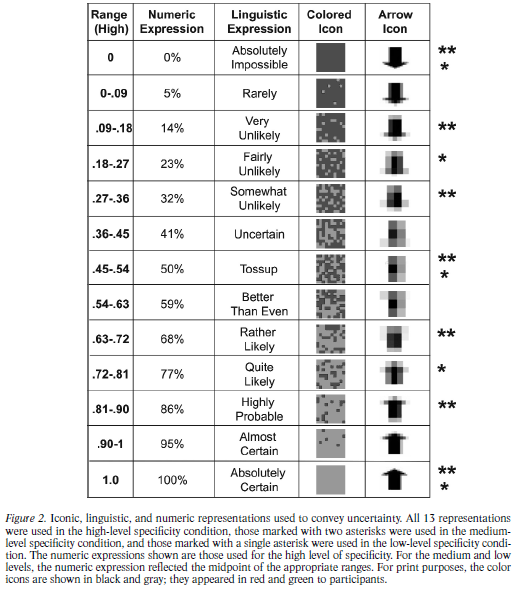 Range Numeric Linguistic Colored Arrow
(High) Expression Expression Icon Icon
0 0% Absolutely Impossible **
*
0-.09 5% Rarely
.09-.18 14% Very Unlikely **
.18-.27 23% Fairly Unlikely *
.27-.36 32% Somewhat Unlikely **
.36-.45 41% Uncertain
.45-.54 50% Tossup **
*
.54-.63 59% Better Than Even
.63-.72 68% Rather Likely **
.72-.81 77% Quite Likely *
.81-.90 86% Highly Probable **
.90-1 95% Almost Certain
1.0 100% Absolutely Certain **
*
Figure 2. Iconic, linguistic, and numeric representations used to convey uncertainty. All 13 representations
were used in the high-level specificity condition, those marked with two asterisks were used in the medium-
level specificity condition, and those marked with a single asterisk were used in the low-level specificity condi-
tion. The numeric expressions shown are those used for the high level of specificity. For the medium and low
levels, the numeric expression reflected the midpoint of the appropriate ranges. For print purposes, the color
icons are shown in black and gray; they appeared in red and green to participants.